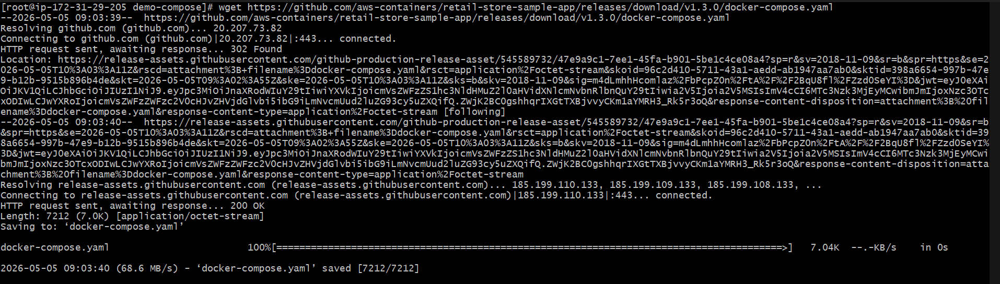 [root@ip-172-31-29-205 demo-compose]# wget https://github.com/aws-containers/retail-store-sample-app/releases/download/v1.3.0/docker-compose.yaml
--2026-05-05 09:03:39--  https://github.com/aws-containers/retail-store-sample-app/releases/download/v1.3.0/docker-compose.yaml
Resolving github.com (github.com)... 20.207.73.82
Connecting to github.com (github.com)|20.207.73.82|:443... connected.
HTTP request sent, awaiting response... 302 Found
Location: https://release-assets.githubusercontent.com/github-production-release-asset/545589732/47e9a9c1-7ee1-45fa-b901-5be1c4ce08a4?sp=r&sv=2018-11-09&sr=b&spr=https&se=2
026-05-05T10%3A03%3A11Z&rscd=attachment%3B+filename%3Ddocker-compose.yaml&rsct=application%2Foctet-stream&skoid=96c2d410-5711-43a1-aedd-ab1947aa7ab0&sktid=398a6654-997b-47e
9-b12b-9515b896b4de&skt=2026-05-05T09%3A02%3A55Z&ske=2026-05-05T10%3A03%3A11Z&sks=b&skv=2018-11-09&sig=m4dLmhhHcomlaz%2FbPcpZ0n%2FtA%2F%2F2BqU8fl%2FZzd0SeYI%3D&jwt=eyJ0eXAi
OiJKV1QiLCJhbGciOiJIUzI1NiJ9.eyJpc3MiOiJnaXRodWIuY29tIiwiYXVkIjoicmVsZWFzZS1hc3NldHMuZ2l0aHVidXNlcmNvbnRlbnQuY29tIiwia2V5Ijoia2V5MSIsImV4cCI6MTc3Nzk3MjEyMCwibmJmIjoxNzc3OTc
xODIwLCJwYXRoIjoicmVsZWFzZWFzc2V0cHJvZHVjdGlvbi5ibG9iLmNvcmUud2luZG93cy5uZXQifQ.ZWjK2BC0gshhqrIXGtTXBjvvyCKm1aYMRH3_Rk5r3oQ&response-content-disposition=attachment%3B%20fil
ename%3Ddocker-compose.yaml&response-content-type=application%2Foctet-stream [following]
--2026-05-05 09:03:40--  https://release-assets.githubusercontent.com/github-production-release-asset/545589732/47e9a9c1-7ee1-45fa-b901-5be1c4ce08a4?sp=r&sv=2018-11-09&sr=b
&spr=https&se=2026-05-05T10%3A03%3A11Z&rscd=attachment%3B+filename%3Ddocker-compose.yaml&rsct=application%2Foctet-stream&skoid=96c2d410-5711-43a1-aedd-ab1947aa7ab0&sktid=39
8a6654-997b-47e9-b12b-9515b896b4de&skt=2026-05-05T09%3A02%3A55Z&ske=2026-05-05T10%3A03%3A11Z&sks=b&skv=2018-11-09&sig=m4dLmhhHcomlaz%2FbPcpZ0n%2FtA%2F%2F2BqU8fl%2FZzd0SeYI%
3D&jwt=eyJ0eXAiOiJKV1QiLCJhbGciOiJIUzI1NiJ9.eyJpc3MiOiJnaXRodWIuY29tIiwiYXVkIjoicmVsZWFzZS1hc3NldHMuZ2l0aHVidXNlcmNvbnRlbnQuY29tIiwia2V5Ijoia2V5MSIsImV4cCI6MTc3Nzk3MjEyMCwi
bmJmIjoxNzc3OTcxODIwLCJwYXRoIjoicmVsZWFzZWFzc2V0cHJvZHVjdGlvbi5ibG9iLmNvcmUud2luZG93cy5uZXQifQ.ZWjK2BC0gshhqrIXGtTXBjvvyCKm1aYMRH3_Rk5r3oQ&response-content-disposition=atta
chment%3B%20filename%3Ddocker-compose.yaml&response-content-type=application%2Foctet-stream
Resolving release-assets.githubusercontent.com (release-assets.githubusercontent.com)... 185.199.110.133, 185.199.109.133, 185.199.108.133, ...
Connecting to release-assets.githubusercontent.com (release-assets.githubusercontent.com)|185.199.110.133|:443... connected.
HTTP request sent, awaiting response... 200 OK
Length: 7212 (7.0K) [application/octet-stream]
Saving to: ‘docker-compose.yaml’
docker-compose.yaml 100%[=========================================================================================>] 7.04K --.-KB/s in 0s
2026-05-05 09:03:40 (68.6 MB/s) - ‘docker-compose.yaml’ saved [7212/7212]